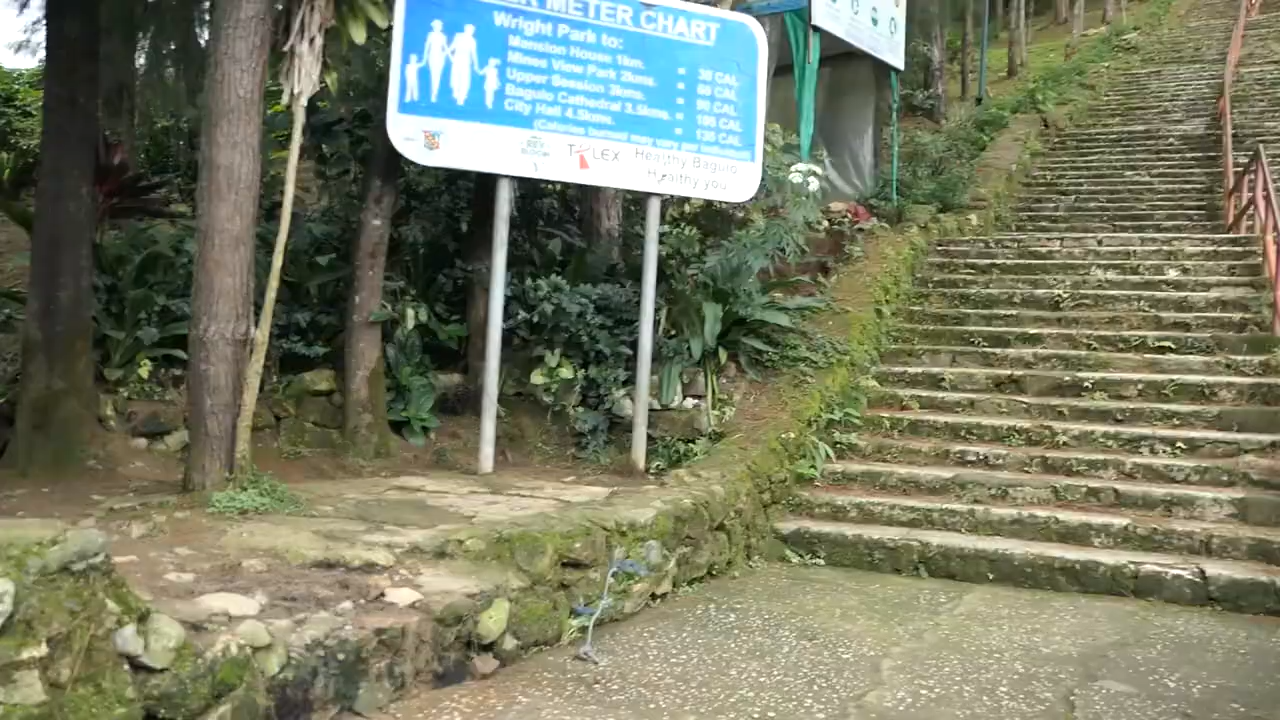 METER CHART
Wright Park to:
Mansion House 1km. = 30 CAL
Mines View Park 2kms. = 60 CAL
Upper Session 3kms. = 90 CAL
Baguio Cathedral 3.5kms. = 105 CAL
City Hall 4.5kms. = 135 CAL
(Calories burned may vary per individual)
Healthy Baguio
Healthy you